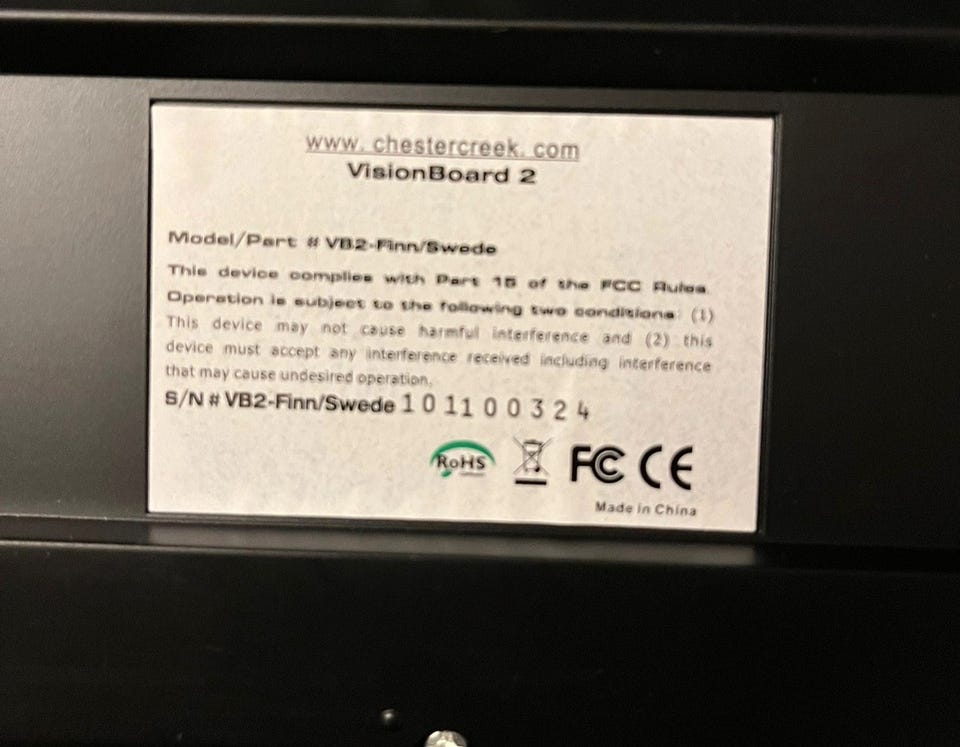 www.chestercreek.com
VisionBoard 2
Model/Part # VB2-Finn/Swede
This device complies with Part 15 of the FCC Rules.
Operation is subject to the following two conditions: (1)
This device may not cause harmful interference and (2) this
device must accept any interference received including interference
that may cause undesired operation.
S/N # VB2-Finn/Swede 101100324
RoHS FC CE
Made in China